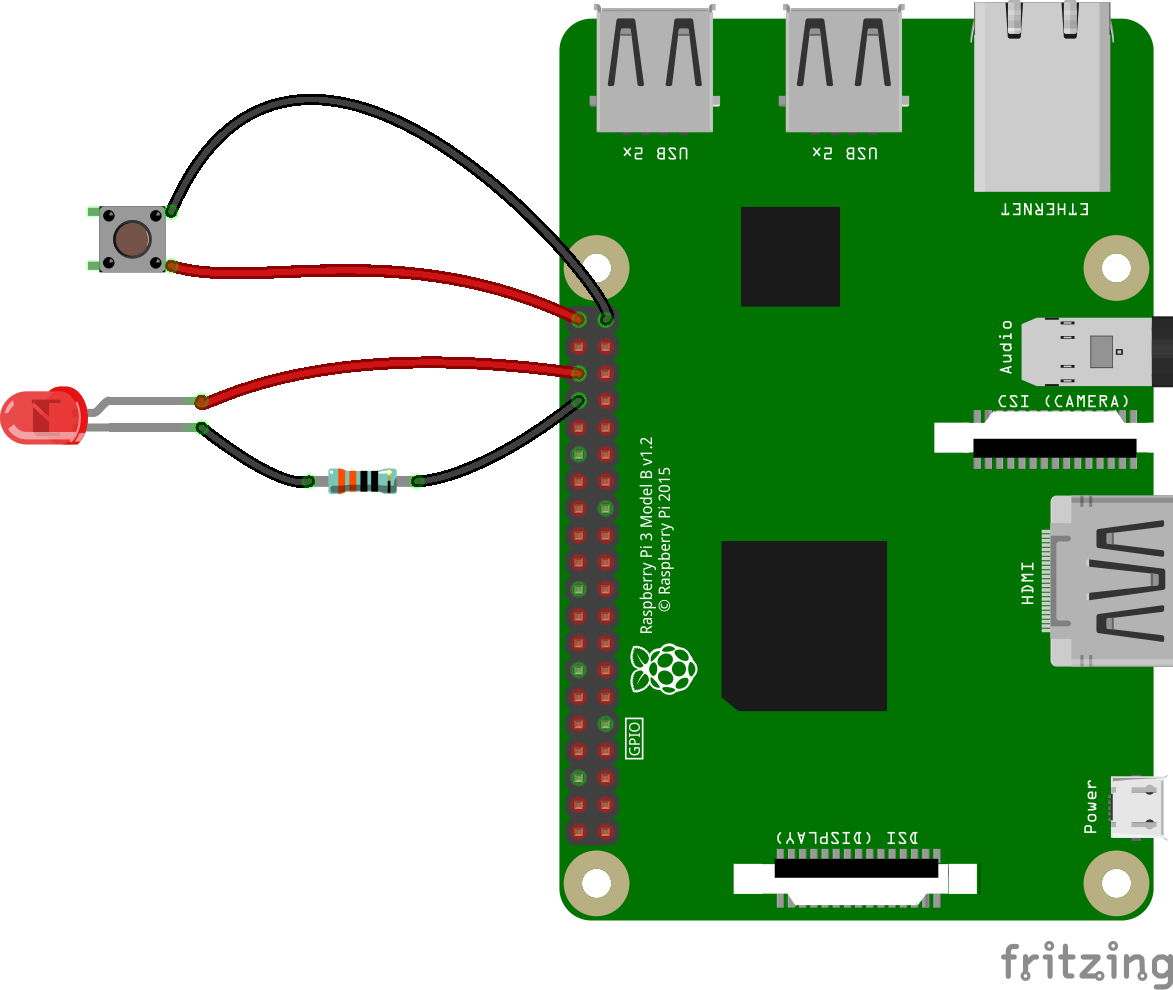 USB 2x
USB 2x
ETHERNET
Audio
CSI (CAMERA)
Raspberry Pi 3 Model B v1.2
© Raspberry Pi 2015
HDMI
GPIO
Power
DSI (DISPLAY)
fritzing